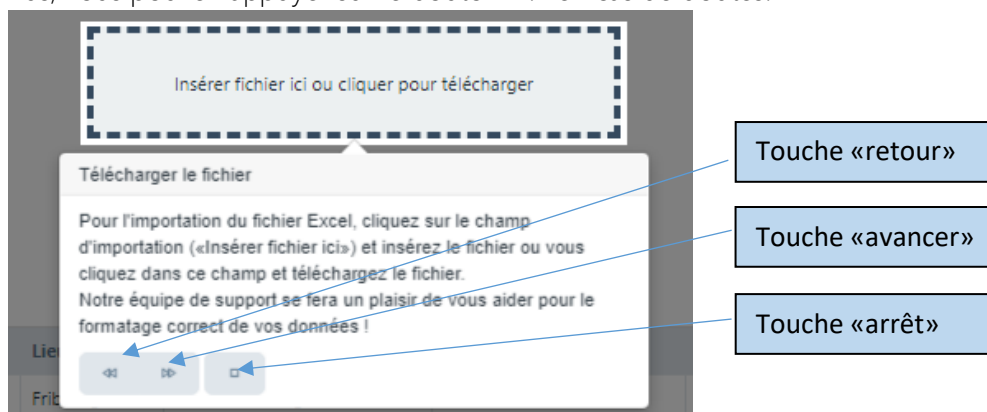 Insérer fichier ici ou cliquer pour télécharger
Télécharger le fichier
Pour l'importation du fichier Excel, cliquez sur le champ
d'importation («Insérer fichier ici») et insérez le fichier ou vous
cliquez dans ce champ et téléchargez le fichier.
Notre équipe de support se fera un plaisir de vous aider pour le
formatage correct de vos données !
Touche «retour»
Touche «avancer»
Touche «arrêt»